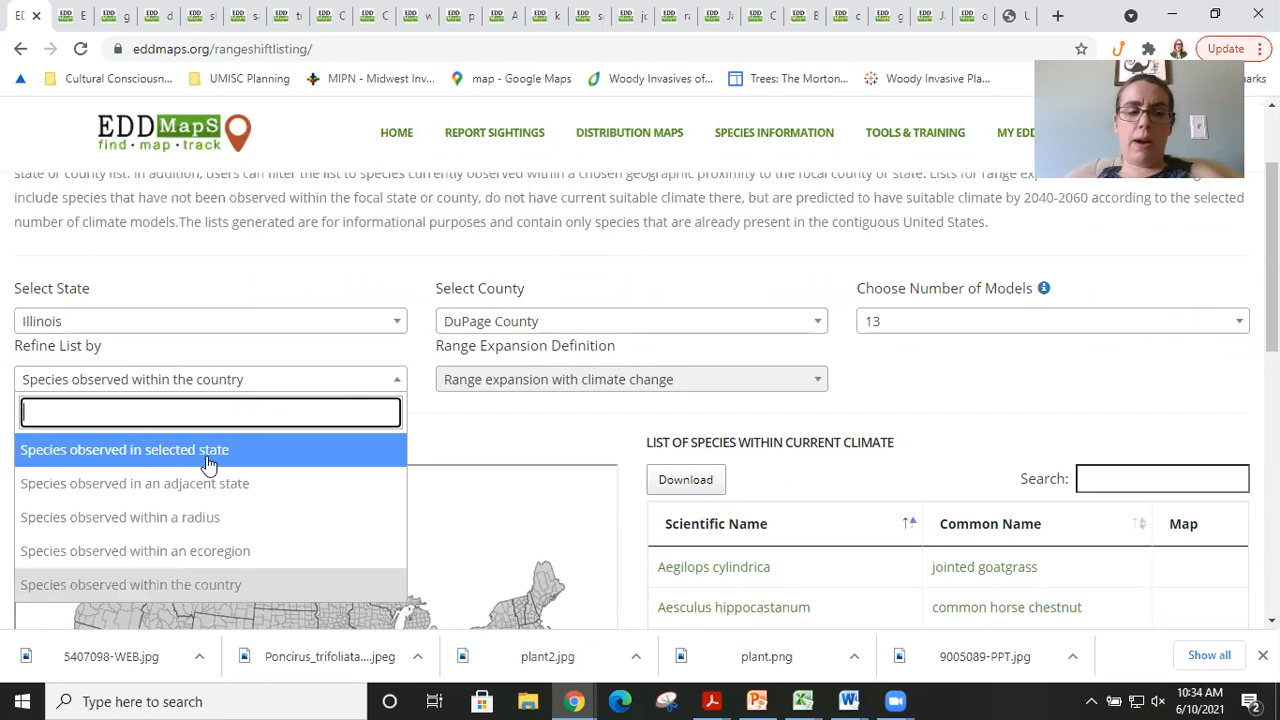 ED
E
g
d
s
s
tr
C
C
w
p
A
k
s
jo
n
Ji
C
B
c
g
J
o
U
eddmaps.org/rangeshiftlisting/
Update
Cultural Consciousn...
UMISC Planning
MIPN - Midwest Inv...
map - Google Maps
Woody Invasives of...
Trees: The Morton...
Woody Invasive Pla...
EDDMapS
find · map · track
HOME
REPORT SIGHTINGS
DISTRIBUTION MAPS
SPECIES INFORMATION
TOOLS & TRAINING
MY EDD
state or county list. In addition, users can filter the list to species currently observed within a chosen geographic proximity to the focal county or state. Lists for range
include species that have not been observed within the focal state or county, do not have current suitable climate there, but are predicted to have suitable climate by 2040-2060 according to the selected
number of climate models.The lists generated are for informational purposes and contain only species that are already present in the contiguous United States.
Select State
Select County
Choose Number of Models
Illinois
DuPage County
13
Refine List by
Range Expansion Definition
Species observed within the country
Range expansion with climate change
Species observed in selected state
Species observed in an adjacent state
Species observed within a radius
Species observed within an ecoregion
Species observed within the country
LIST OF SPECIES WITHIN CURRENT CLIMATE
Download
Search:
Scientific Name
Common Name
Map
Aegilops cylindrica
jointed goatgrass
Aesculus hippocastanum
common horse chestnut
5407098-WEB.jpg
Poncirus_trifoliata....jpeg
plant2.jpg
plant.png
9005089-PPT.jpg
Show all
Type here to search
10:34 AM
6/10/2021
2